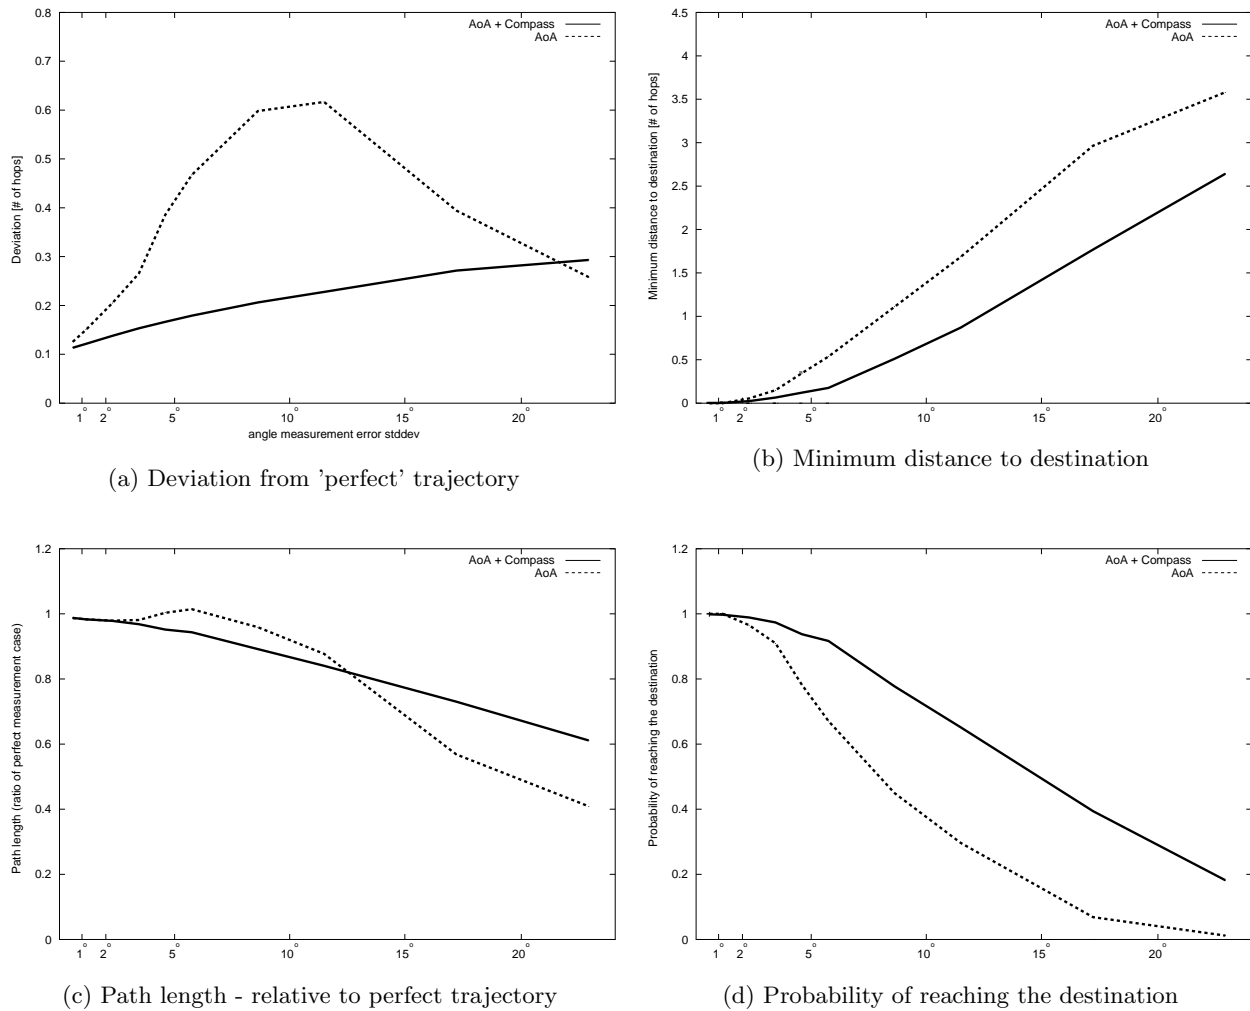 0.8
0.7
0.6
0.5
0.4
0.3
0.2
0.1
0
Deviation [# of hops]
AoA + Compass
AoA
1° 2° 5° 10° 15° 20°
angle measurement error stddev
(a) Deviation from ’perfect’ trajectory
4.5
4
3.5
3
2.5
2
1.5
1
0.5
0
Minimum distance to destination [# of hops]
AoA + Compass
AoA
1° 2° 5° 10° 15° 20°
(b) Minimum distance to destination
1.2
1
0.8
0.6
0.4
0.2
0
Path length (ratio of perfect measurement case)
AoA + Compass
AoA
1° 2° 5° 10° 15° 20°
(c) Path length - relative to perfect trajectory
1.2
1
0.8
0.6
0.4
0.2
0
Probability of reaching the destination
AoA + Compass
AoA
1° 2° 5° 10° 15° 20°
(d) Probability of reaching the destination